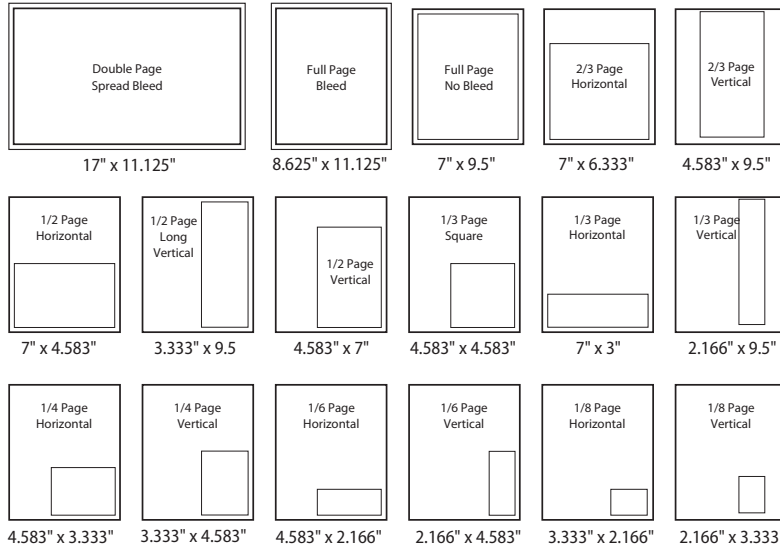 Double Page
Spread Bleed
17" x 11.125"
Full Page
Bleed
8.625" x 11.125"
Full Page
No Bleed
7" x 9.5"
2/3 Page
Horizontal
7" x 6.333"
2/3 Page
Vertical
4.583" x 9.5"
1/2 Page
Horizontal
7" x 4.583"
1/2 Page
Long
Vertical
3.333" x 9.5
1/2 Page
Vertical
4.583" x 7"
1/3 Page
Square
4.583" x 4.583"
1/3 Page
Horizontal
7" x 3"
1/3 Page
Vertical
2.166" x 9.5"
1/4 Page
Horizontal
4.583" x 3.333"
1/4 Page
Vertical
3.333" x 4.583"
1/6 Page
Horizontal
4.583" x 2.166"
1/6 Page
Vertical
2.166" x 4.583"
1/8 Page
Horizontal
3.333" x 2.166"
1/8 Page
Vertical
2.166" x 3.333